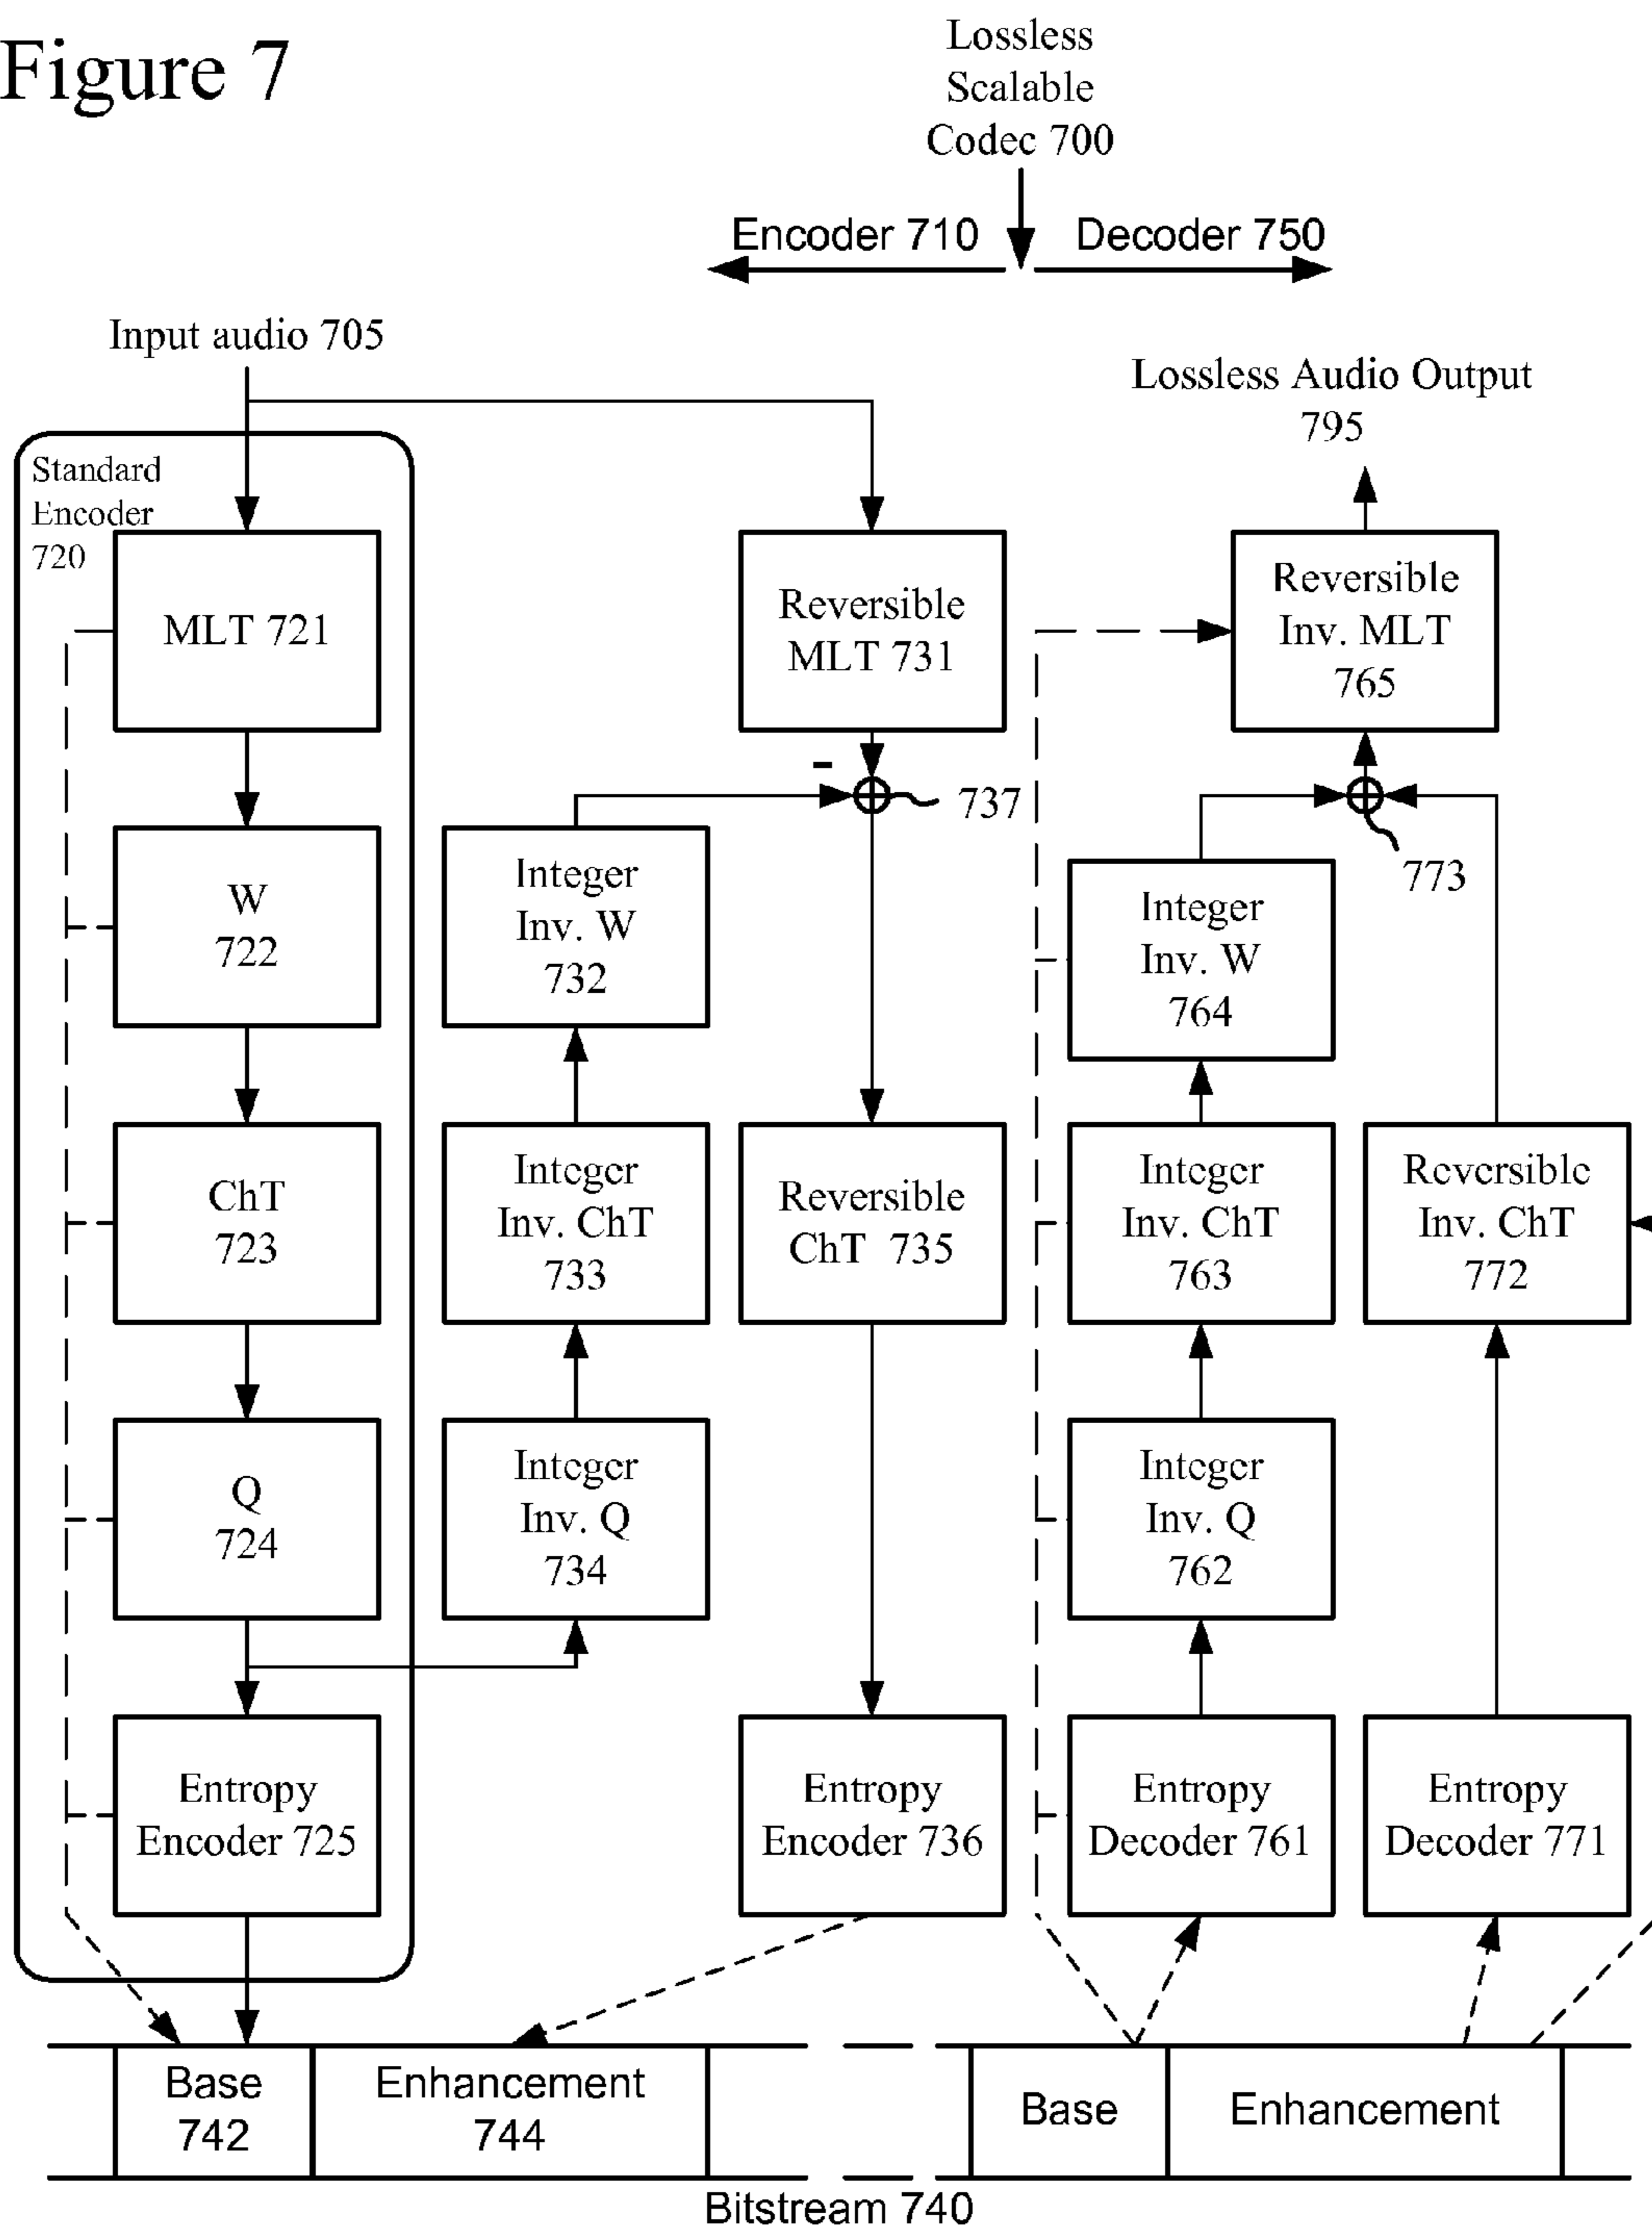 Figure 7
Lossless
Scalable
Codec 700
Encoder 710
Decoder 750
Input audio 705
Lossless Audio Output
795
Standard
Encoder
720
MLT 721
Reversible
MLT 731
Reversible
Inv. MLT
765
-
737
773
W
722
Integer
Inv. W
732
Integer
Inv. W
764
ChT
723
Integer
Inv. ChT
733
Reversible
ChT 735
Integer
Inv. ChT
763
Reversible
Inv. ChT
772
Q
724
Integer
Inv. Q
734
Integer
Inv. Q
762
Entropy
Encoder 725
Entropy
Encoder 736
Entropy
Decoder 761
Entropy
Decoder 771
Base
742
Enhancement
744
Base
Enhancement
Bitstream 740